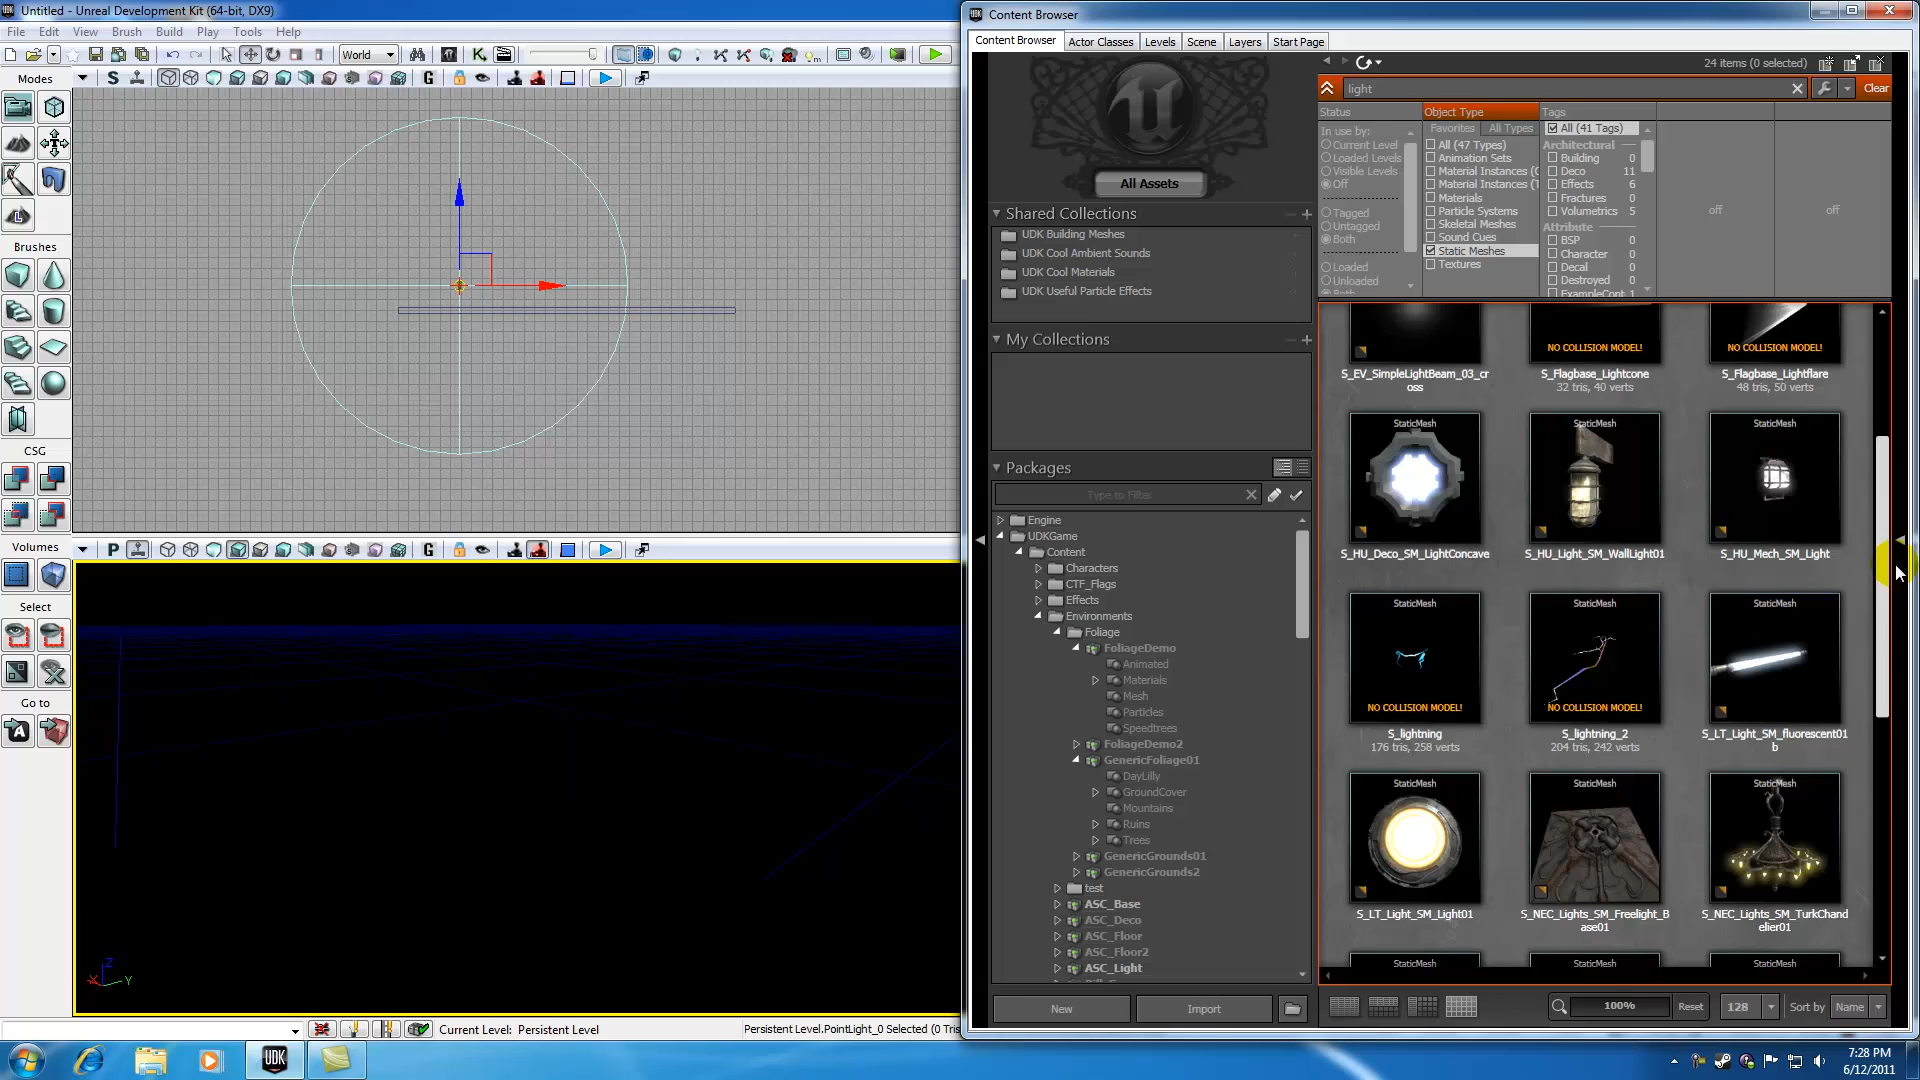 Untitled - Unreal Development Kit (64-bit, DX9)
File Edit View Brush Build Play Tools Help
World
Modes
S
G
Brushes
CSG
Volumes
P
G
Select
Go to
Z
X
Y
Current Level: Persistent Level
Persistent Level.PointLight_0 Selected (0 Tris
Content Browser
Content Browser Actor Classes Levels Scene Layers Start Page
All Assets
Shared Collections
UDK Building Meshes
UDK Cool Ambient Sounds
UDK Cool Materials
UDK Useful Particle Effects
My Collections
Packages
Type to Filter
Engine
UDKGame
Content
Characters
CTF_Flags
Effects
Environments
Foliage
FoliageDemo
Animated
Materials
Mesh
Particles
Speedtrees
FoliageDemo2
GenericFoliage01
DayLilly
GroundCover
Mountains
Ruins
Trees
GenericGrounds01
GenericGrounds2
test
ASC_Base
ASC_Deco
ASC_Floor
ASC_Floor2
ASC_Light
New
Import
24 items (0 selected)
light
Clear
Status
In use by:
Current Level
Loaded Levels
Visible Levels
Off
Tagged
Untagged
Both
Loaded
Unloaded
Object Type
Favorites All Types
All (47 Types)
Animation Sets
Material Instances (C
Material Instances (T
Materials
Particle Systems
Skeletal Meshes
Sound Cues
Static Meshes
Textures
Tags
All (41 Tags)
Architectural
Building 0
Deco 11
Effects 6
Fractures 0
Volumetrics 5
Attribute
BSP 0
Character 0
Decal 0
Destroyed 0
ExampleCont 1
off
off
NO COLLISION MODEL!
NO COLLISION MODEL!
S_EV_SimpleLightBeam_03_cr
oss
S_Flagbase_Lightcone
32 tris, 40 verts
S_Flagbase_Lightflare
48 tris, 50 verts
StaticMesh
StaticMesh
StaticMesh
S_HU_Deco_SM_LightConcave
S_HU_Light_SM_WallLight01
S_HU_Mech_SM_Light
StaticMesh
StaticMesh
StaticMesh
NO COLLISION MODEL!
NO COLLISION MODEL!
S_lightning
176 tris, 258 verts
S_lightning_2
204 tris, 242 verts
S_LT_Light_SM_fluorescent01
b
StaticMesh
StaticMesh
StaticMesh
S_LT_Light_SM_Light01
S_NEC_Lights_SM_Freelight_B
ase01
S_NEC_Lights_SM_TurkChand
elier01
StaticMesh
StaticMesh
StaticMesh
100%
Reset
128
Sort by
Name
UDK
7:28 PM
6/12/2011